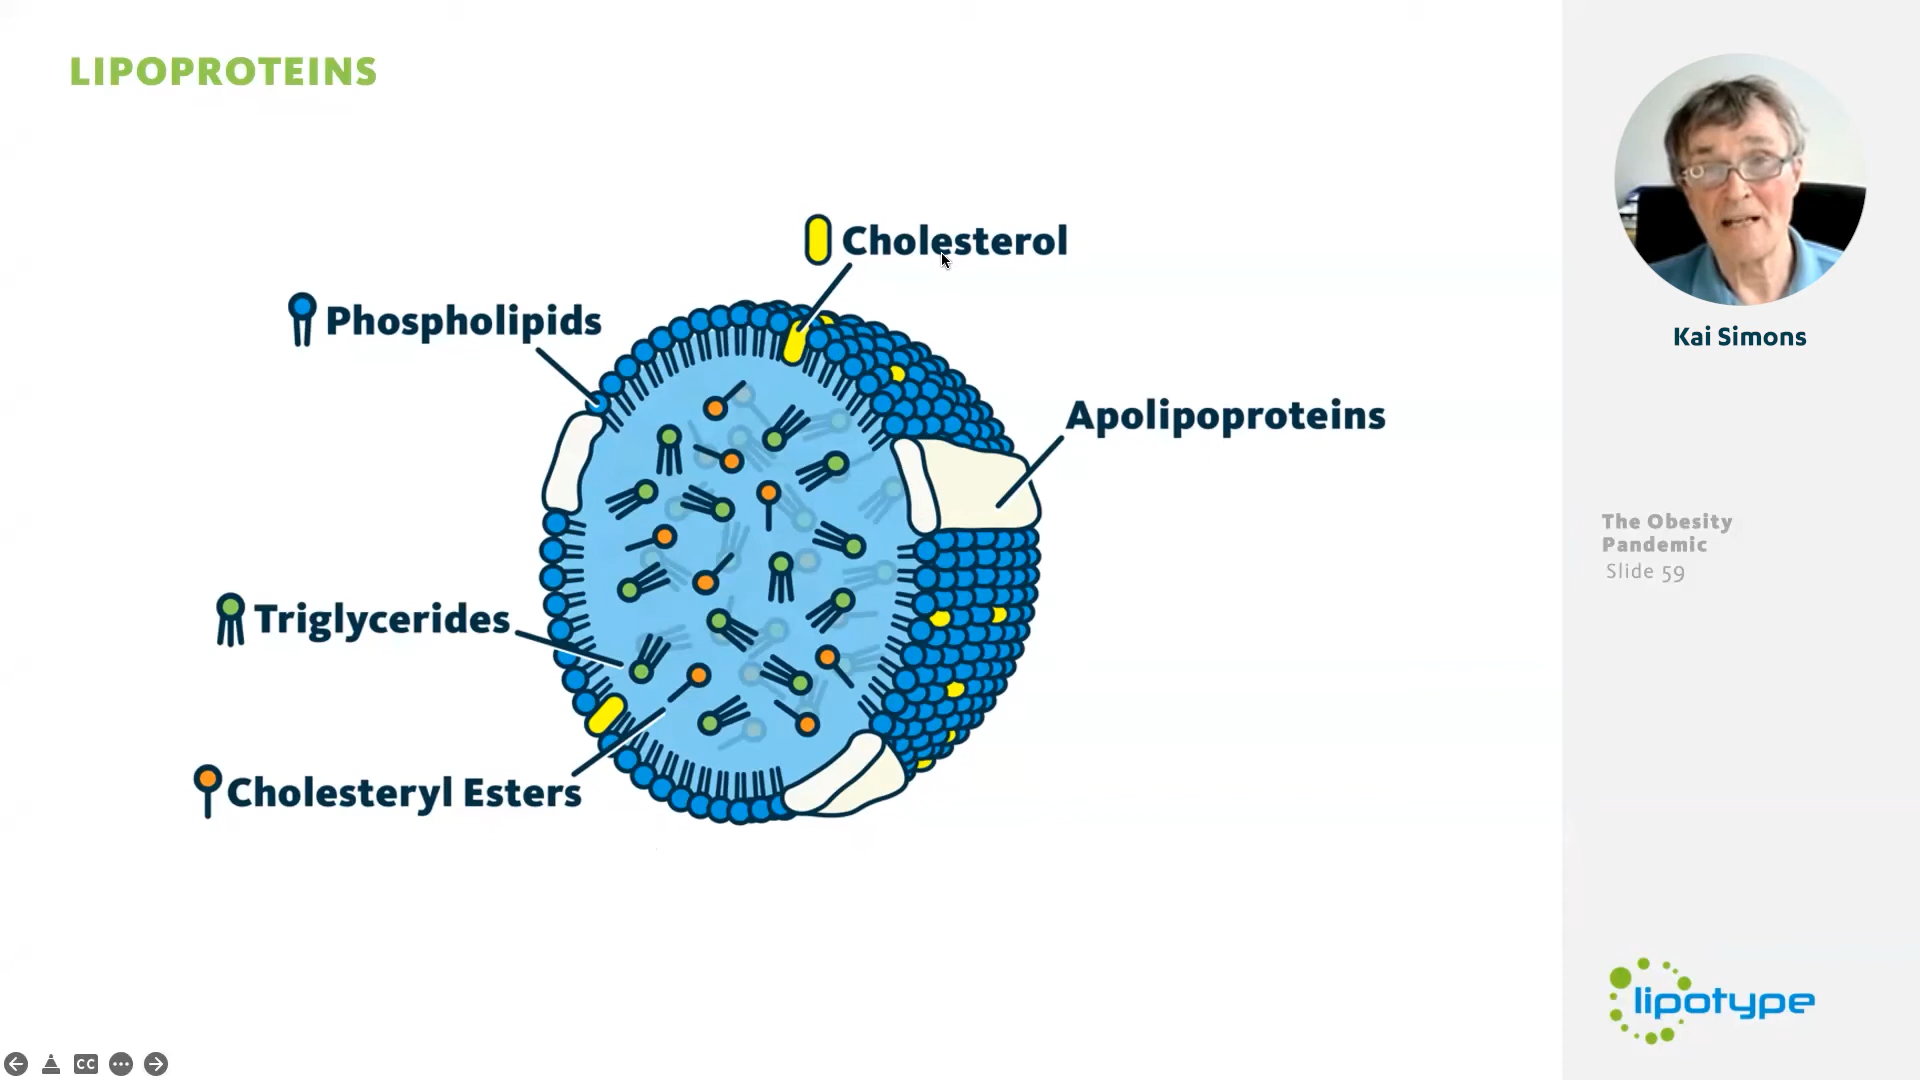 LIPOPROTEINS
Cholesterol
Phospholipids
Apolipoproteins
Triglycerides
Cholesteryl Esters
Kai Simons
The Obesity
Pandemic
Slide 59
lipotype
CC